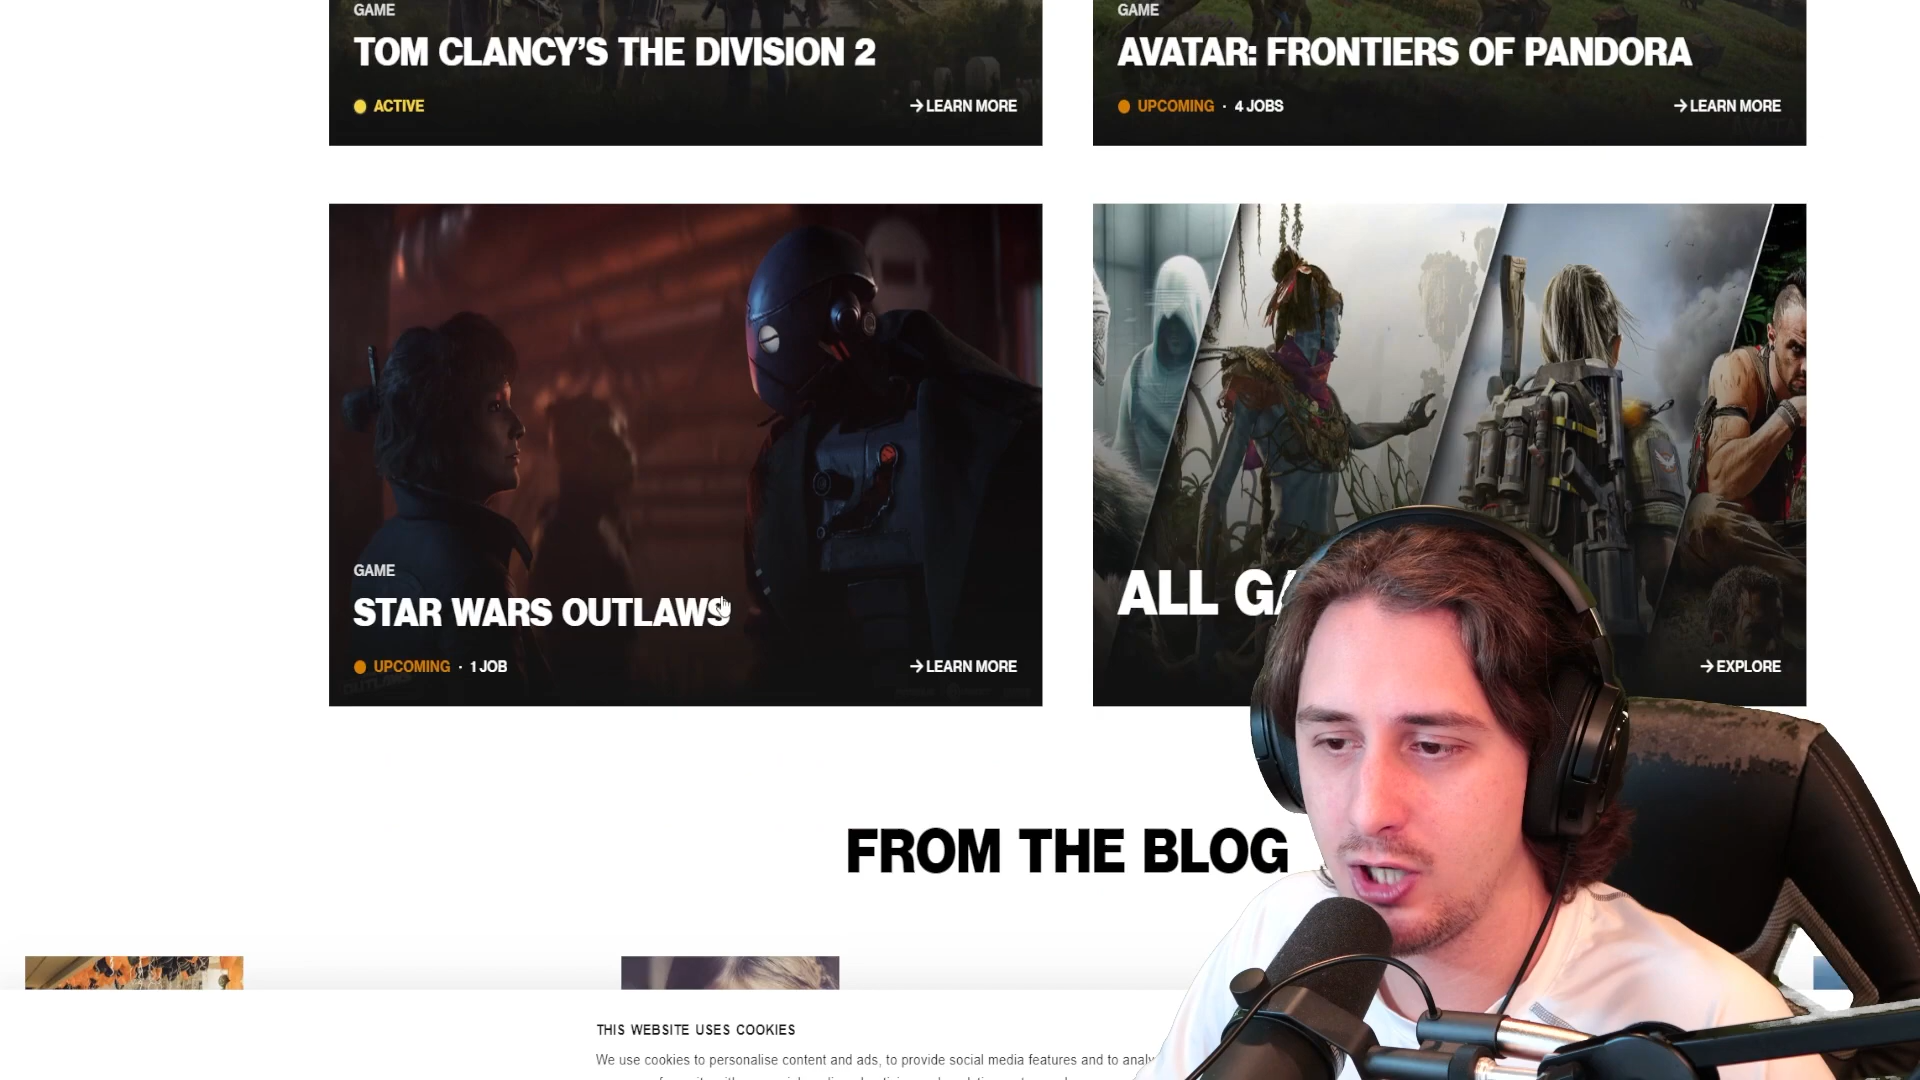 GAME
TOM CLANCY’S THE DIVISION 2
ACTIVE
LEARN MORE
GAME
AVATAR: FRONTIERS OF PANDORA
UPCOMING · 4 JOBS
LEARN MORE
GAME
STAR WARS OUTLAWS
UPCOMING · 1 JOB
LEARN MORE
ALL GA
EXPLORE
FROM THE BLOG
THIS WEBSITE USES COOKIES
We use cookies to personalise content and ads, to provide social media features and to analy